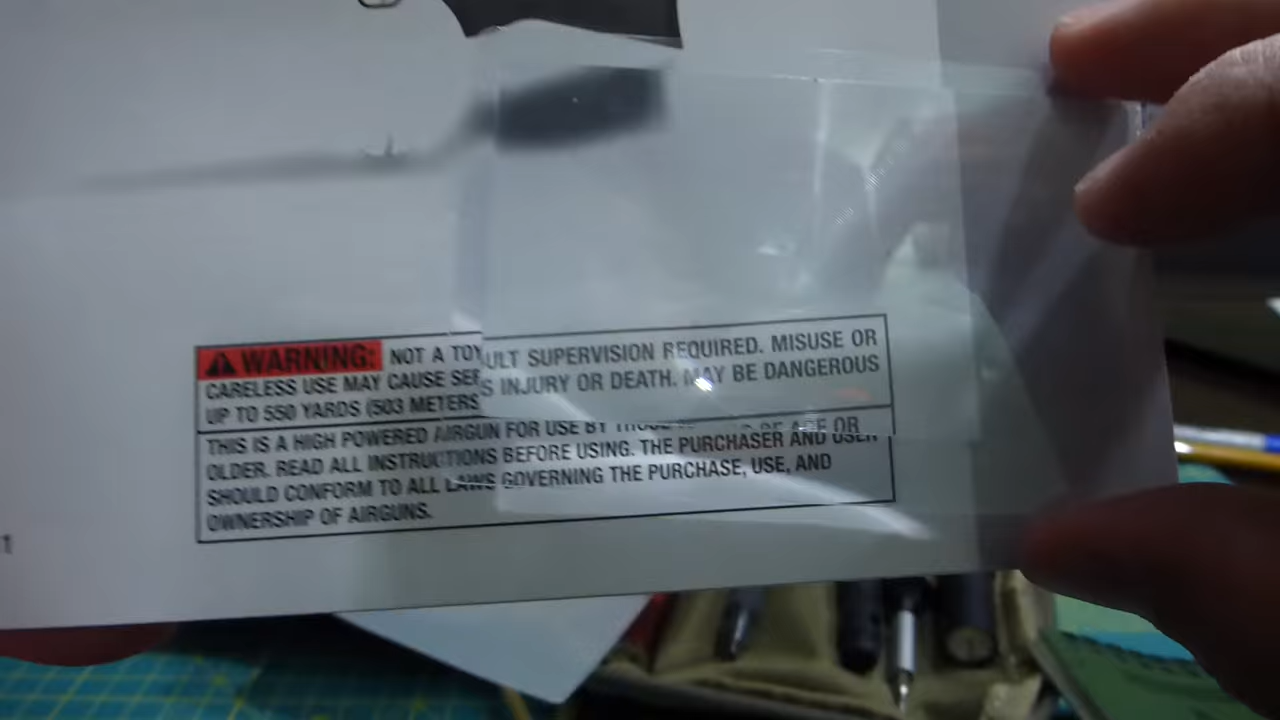 WARNING: NOT A TOY ULT SUPERVISION REQUIRED. MISUSE OR
CARELESS USE MAY CAUSE SER S INJURY OR DEATH. MAY BE DANGEROUS
UP TO 550 YARDS (503 METERS
THIS IS A HIGH POWERED AIRGUN FOR USE BY OF AGE OR
OLDER. READ ALL INSTRUCTIONS BEFORE USING. THE PURCHASER AND USER
SHOULD CONFORM TO ALL LAWS GOVERNING THE PURCHASE, USE, AND
OWNERSHIP OF AIRGUNS.
1